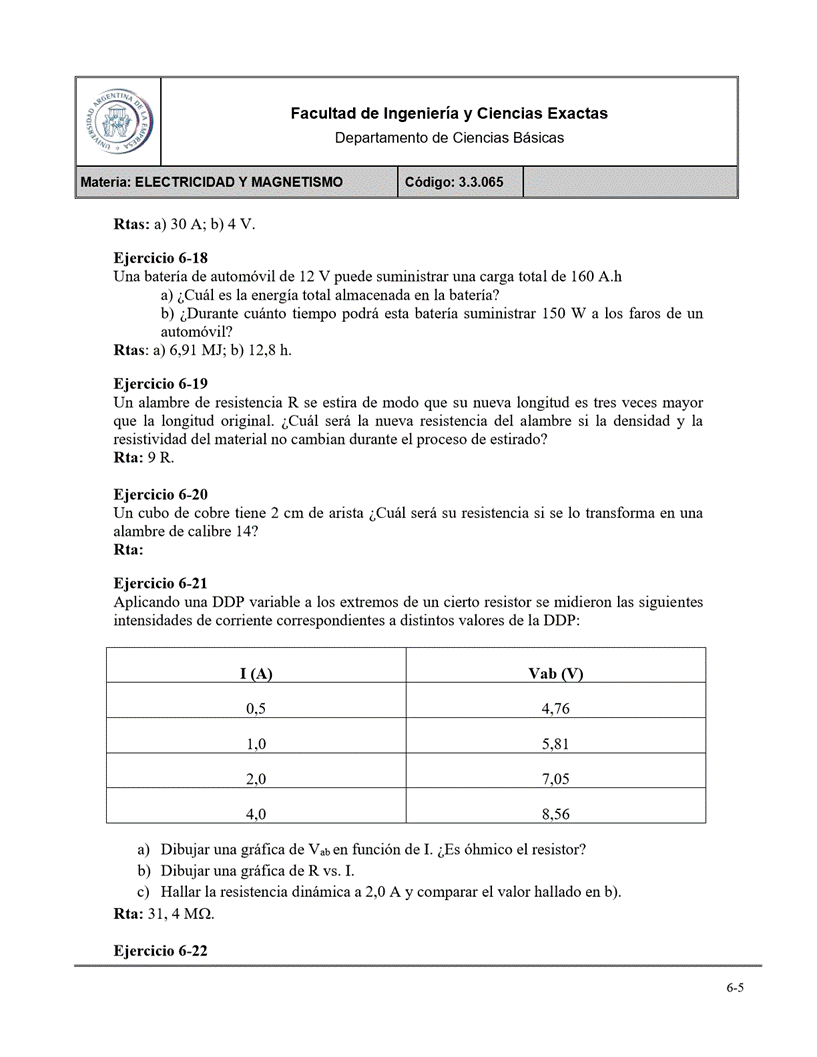 UNIVERSIDAD ARGENTINA DE LA EMPRESA
Facultad de Ingeniería y Ciencias Exactas
Departamento de Ciencias Básicas
Materia: ELECTRICIDAD Y MAGNETISMO Código: 3.3.065
Rtas: a) 30 A; b) 4 V.
Ejercicio 6-18
Una batería de automóvil de 12 V puede suministrar una carga total de 160 A.h
a) ¿Cuál es la energía total almacenada en la batería?
b) ¿Durante cuánto tiempo podrá esta batería suministrar 150 W a los faros de un
automóvil?
Rtas: a) 6,91 MJ; b) 12,8 h.
Ejercicio 6-19
Un alambre de resistencia R se estira de modo que su nueva longitud es tres veces mayor
que la longitud original. ¿Cuál será la nueva resistencia del alambre si la densidad y la
resistividad del material no cambian durante el proceso de estirado?
Rta: 9 R.
Ejercicio 6-20
Un cubo de cobre tiene 2 cm de arista ¿Cuál será su resistencia si se lo transforma en una
alambre de calibre 14?
Rta:
Ejercicio 6-21
Aplicando una DDP variable a los extremos de un cierto resistor se midieron las siguientes
intensidades de corriente correspondientes a distintos valores de la DDP:
I (A) Vab (V)
0,5 4,76
1,0 5,81
2,0 7,05
4,0 8,56
a) Dibujar una gráfica de Vab en función de I. ¿Es óhmico el resistor?
b) Dibujar una gráfica de R vs. I.
c) Hallar la resistencia dinámica a 2,0 A y comparar el valor hallado en b).
Rta: 31, 4 MΩ.
Ejercicio 6-22
6-5